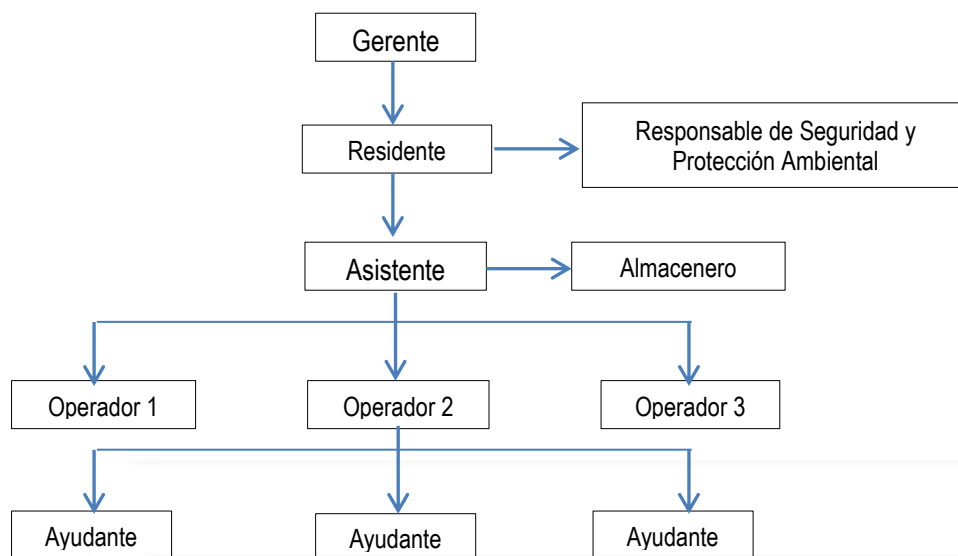 Gerente
Residente
Responsable de Seguridad y
Protección Ambiental
Asistente
Almacenero
Operador 1
Operador 2
Operador 3
Ayudante
Ayudante
Ayudante